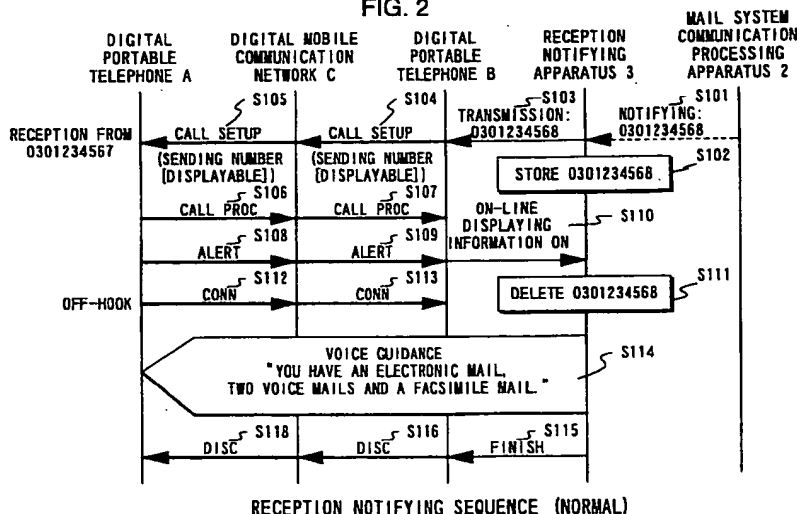 FIG. 2
DIGITAL
PORTABLE
TELEPHONE A
DIGITAL MOBILE
COMMUNICATION
NETWORK C
DIGITAL
PORTABLE
TELEPHONE B
RECEPTION
NOTIFYING
APPARATUS 3
MAIL SYSTEM
COMMUNICATION
PROCESSING
APPARATUS 2
RECEPTION FROM
0301234567
S105
CALL SETUP
(SENDING NUMBER
[DISPLAYABLE])
S104
CALL SETUP
(SENDING NUMBER
[DISPLAYABLE])
S103
TRANSMISSION:
0301234568
S101
NOTIFYING:
0301234568
S102
STORE 0301234568
S106
CALL PROC
S107
CALL PROC
S108
ALERT
S109
ALERT
ON-LINE
DISPLAYING
INFORMATION ON
S110
S111
DELETE 0301234568
OFF-HOOK
S112
CONN
S113
CONN
VOICE GUIDANCE
"YOU HAVE AN ELECTRONIC MAIL,
TWO VOICE MAILS AND A FACSIMILE MAIL."
S114
S118
DISC
S116
DISC
S115
FINISH
RECEPTION NOTIFYING SEQUENCE (NORMAL)